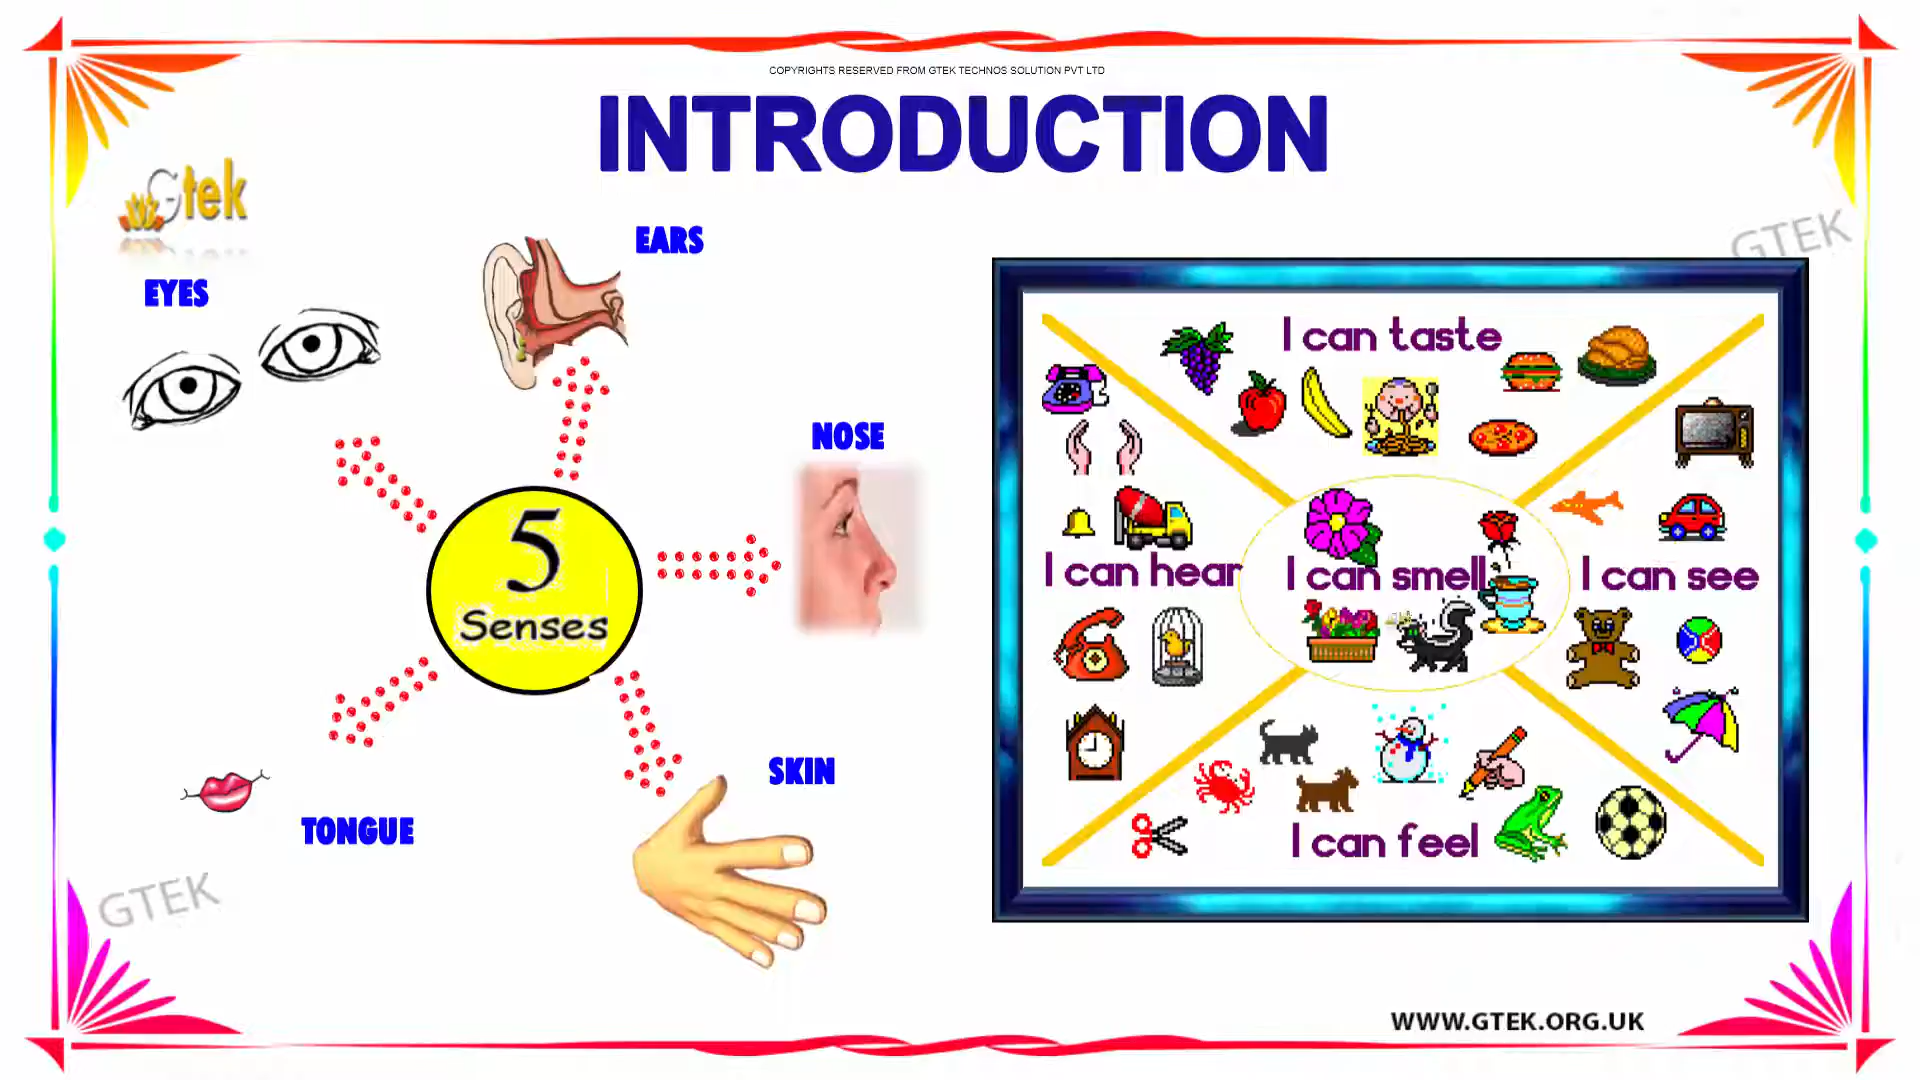 COPYRIGHTS RESERVED FROM GTEK TECHNOS SOLUTION PVT LTD
INTRODUCTION
Gtek
GTEK
EARS
EYES
NOSE
5
Senses
SKIN
TONGUE
I can taste
I can hear
I can smell
I can see
I can feel
GTEK
WWW.GTEK.ORG.UK